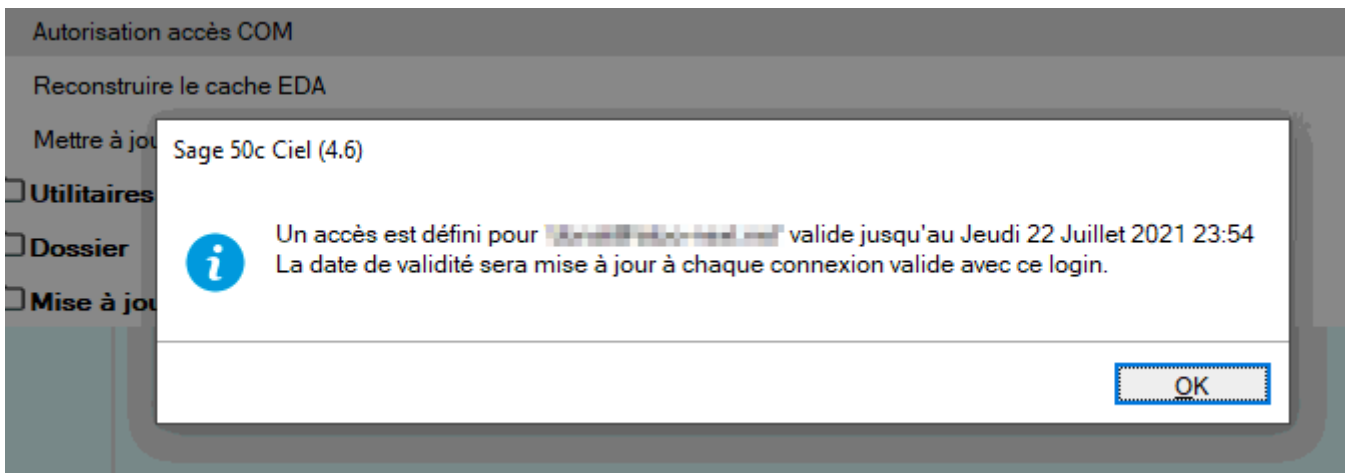 Autorisation accès COM
Reconstruire le cache EDA
Mettre à jou
Sage 50c Ciel (4.6)
Utilitaires
Un accès est défini pour valide jusqu'au Jeudi 22 Juillet 2021 23:54
La date de validité sera mise à jour à chaque connexion valide avec ce login.
Dossier
Mise à jou
OK